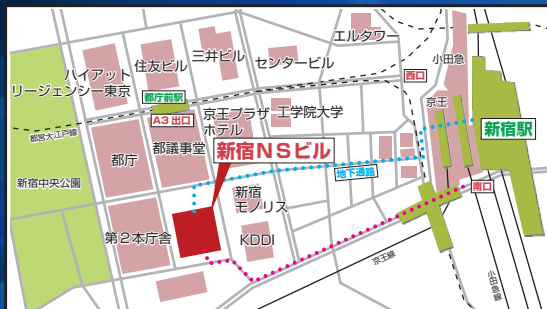 エルタワー
三井ビル
住友ビル
センタービル
小田急
ハイアット
リージェンシー東京
西口
都庁前駅
京王
A3出口
京王プラザ
ホテル
工学院大学
新宿駅
都営大江戸線
都庁
都議事堂
新宿NSビル
地下通路
新宿中央公園
新宿
モノリス
南口
第2本庁舎
KDDI
京王線
小田急線